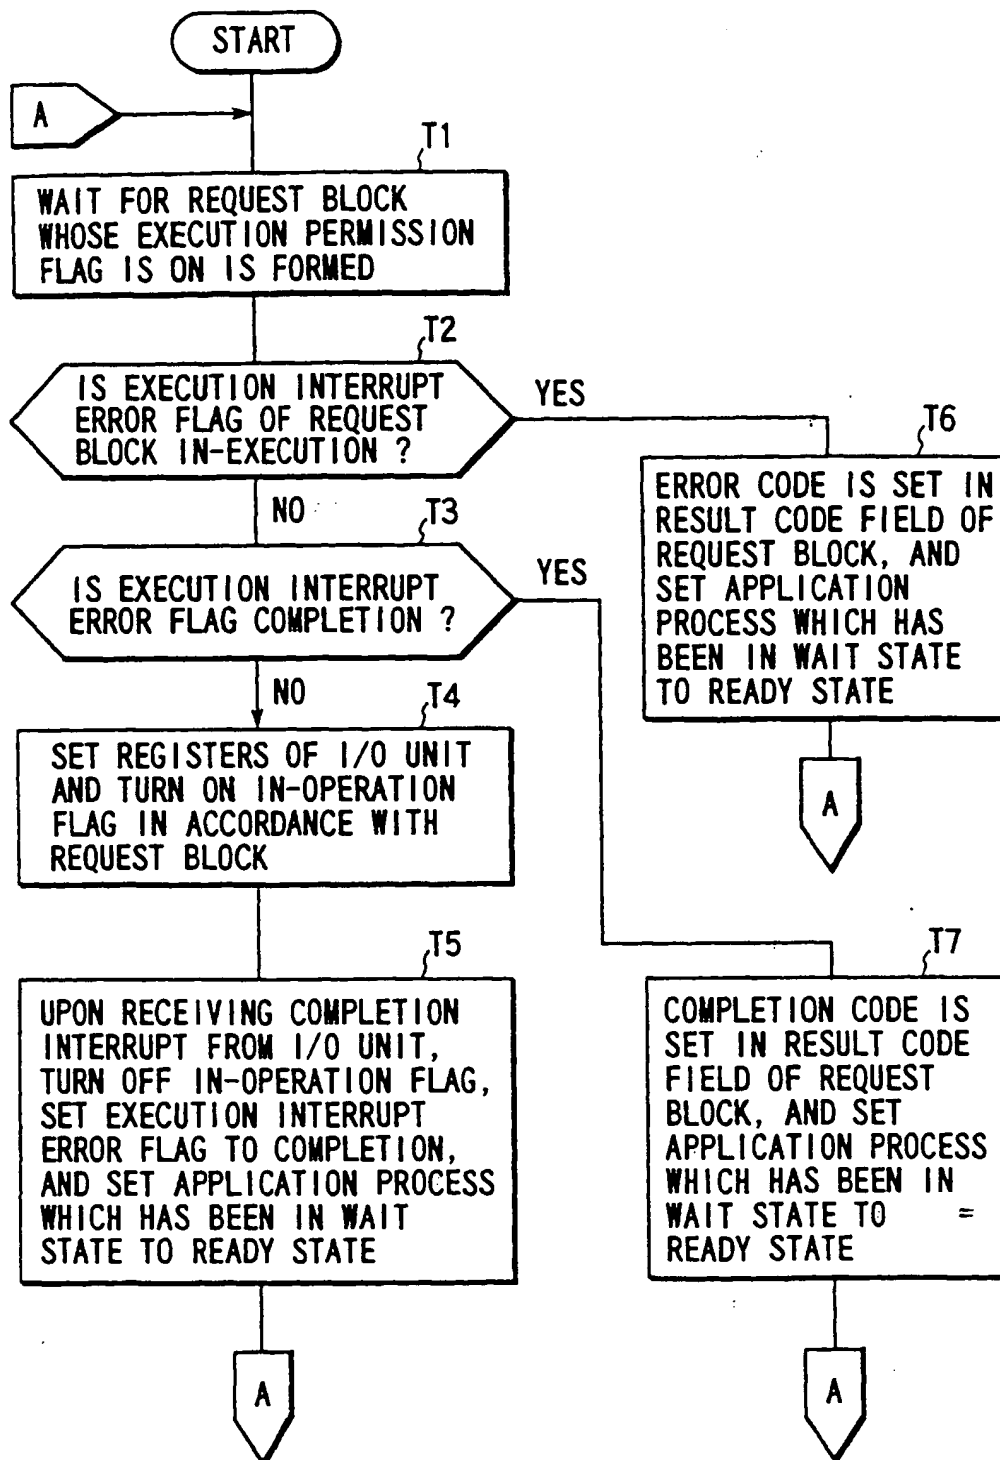 START
A
T1
WAIT FOR REQUEST BLOCK
WHOSE EXECUTION PERMISSION
FLAG IS ON IS FORMED
T2
IS EXECUTION INTERRUPT
ERROR FLAG OF REQUEST
BLOCK IN-EXECUTION ?
YES
NO
T6
ERROR CODE IS SET IN
RESULT CODE FIELD OF
REQUEST BLOCK, AND
SET APPLICATION
PROCESS WHICH HAS
BEEN IN WAIT STATE
TO READY STATE
A
T3
IS EXECUTION INTERRUPT
ERROR FLAG COMPLETION ?
YES
NO
T4
SET REGISTERS OF I/O UNIT
AND TURN ON IN-OPERATION
FLAG IN ACCORDANCE WITH
REQUEST BLOCK
T5
UPON RECEIVING COMPLETION
INTERRUPT FROM I/O UNIT,
TURN OFF IN-OPERATION FLAG,
SET EXECUTION INTERRUPT
ERROR FLAG TO COMPLETION,
AND SET APPLICATION PROCESS
WHICH HAS BEEN IN WAIT
STATE TO READY STATE
A
T7
COMPLETION CODE IS
SET IN RESULT CODE
FIELD OF REQUEST
BLOCK, AND SET
APPLICATION PROCESS
WHICH HAS BEEN IN
WAIT STATE TO =
READY STATE
A